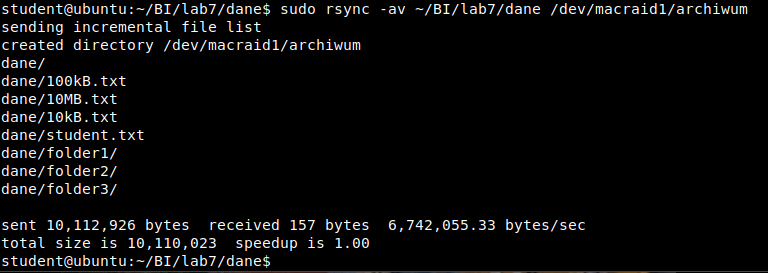 student@ubuntu:~/BI/lab7/dane$ sudo rsync -av ~/BI/lab7/dane /dev/macraid1/archiwum
sending incremental file list
created directory /dev/macraid1/archiwum
dane/
dane/100kB.txt
dane/10MB.txt
dane/10kB.txt
dane/student.txt
dane/folder1/
dane/folder2/
dane/folder3/

sent 10,112,926 bytes  received 157 bytes  6,742,055.33 bytes/sec
total size is 10,110,023  speedup is 1.00
student@ubuntu:~/BI/lab7/dane$